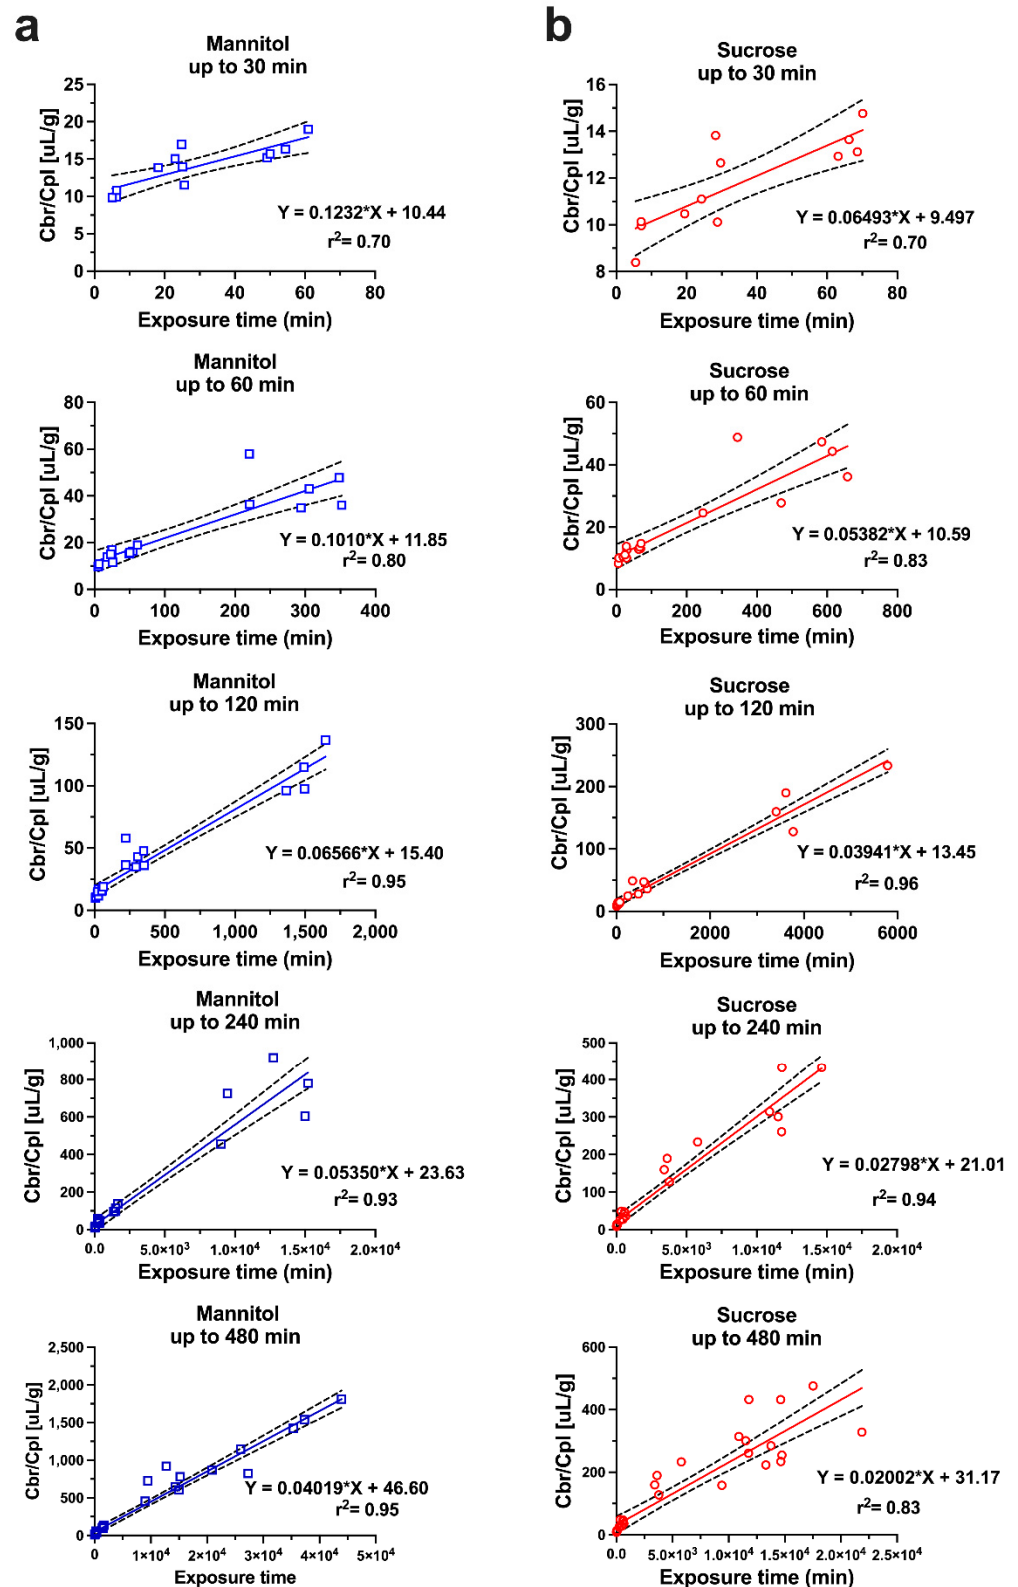 a
Mannitol
up to 30 min
Cbr/Cpl [uL/g]
25
20
15
10
5
0
Y = 0.1232*X + 10.44
r²= 0.70
0 20 40 60 80
Exposure time (min)
b
Sucrose
up to 30 min
Cbr/Cpl [uL/g]
16
14
12
10
8
Y = 0.06493*X + 9.497
r²= 0.70
0 20 40 60 80
Exposure time (min)
Mannitol
up to 60 min
Cbr/Cpl [uL/g]
80
60
40
20
0
Y = 0.1010*X + 11.85
r²= 0.80
0 100 200 300 400
Exposure time (min)
Sucrose
up to 60 min
Cbr/Cpl [uL/g]
60
40
20
0
Y = 0.05382*X + 10.59
r²= 0.83
0 200 400 600 800
Exposure time (min)
Mannitol
up to 120 min
Cbr/Cpl [uL/g]
150
100
50
0
Y = 0.06566*X + 15.40
r²= 0.95
0 500 1,000 1,500 2,000
Exposure time (min)
Sucrose
up to 120 min
Cbr/Cpl [uL/g]
300
200
100
0
Y = 0.03941*X + 13.45
r²= 0.96
0 2000 4000 6000
Exposure time (min)
Mannitol
up to 240 min
Cbr/Cpl [uL/g]
1,000
800
600
400
200
0
Y = 0.05350*X + 23.63
r²= 0.93
0.0 5.0×10³ 1.0×10⁴ 1.5×10⁴ 2.0×10⁴
Exposure time (min)
Sucrose
up to 240 min
Cbr/Cpl [uL/g]
500
400
300
200
100
0
Y = 0.02798*X + 21.01
r²= 0.94
0.0 5.0×10³ 1.0×10⁴ 1.5×10⁴ 2.0×10⁴
Exposure time (min)
Mannitol
up to 480 min
Cbr/Cpl [uL/g]
2,500
2,000
1,500
1,000
500
0
Y = 0.04019*X + 46.60
r²= 0.95
0 1×10⁴ 2×10⁴ 3×10⁴ 4×10⁴ 5×10⁴
Exposure time
Sucrose
up to 480 min
Cbr/Cpl [uL/g]
600
400
200
0
Y = 0.02002*X + 31.17
r²= 0.83
0.0 5.0×10³ 1.0×10⁴ 1.5×10⁴ 2.0×10⁴ 2.5×10⁴
Exposure time (min)